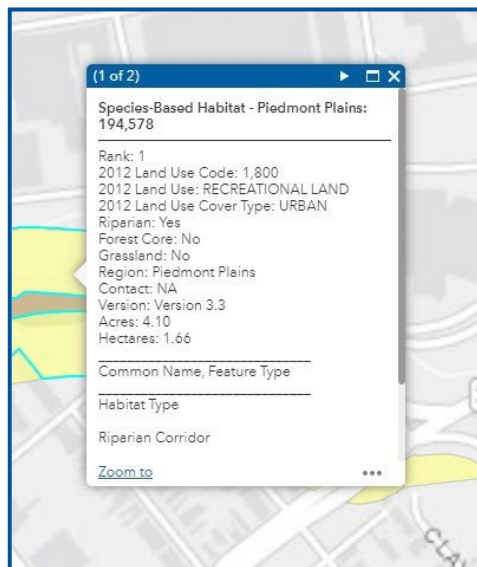 (1 of 2)
Species-Based Habitat - Piedmont Plains:
194,578
Rank: 1
2012 Land Use Code: 1,800
2012 Land Use: RECREATIONAL LAND
2012 Land Use Cover Type: URBAN
Riparian: Yes
Forest Core: No
Grassland: No
Region: Piedmont Plains
Contact: NA
Version: Version 3.3
Acres: 4.10
Hectares: 1.66
Common Name, Feature Type
Habitat Type
Riparian Corridor
Zoom to